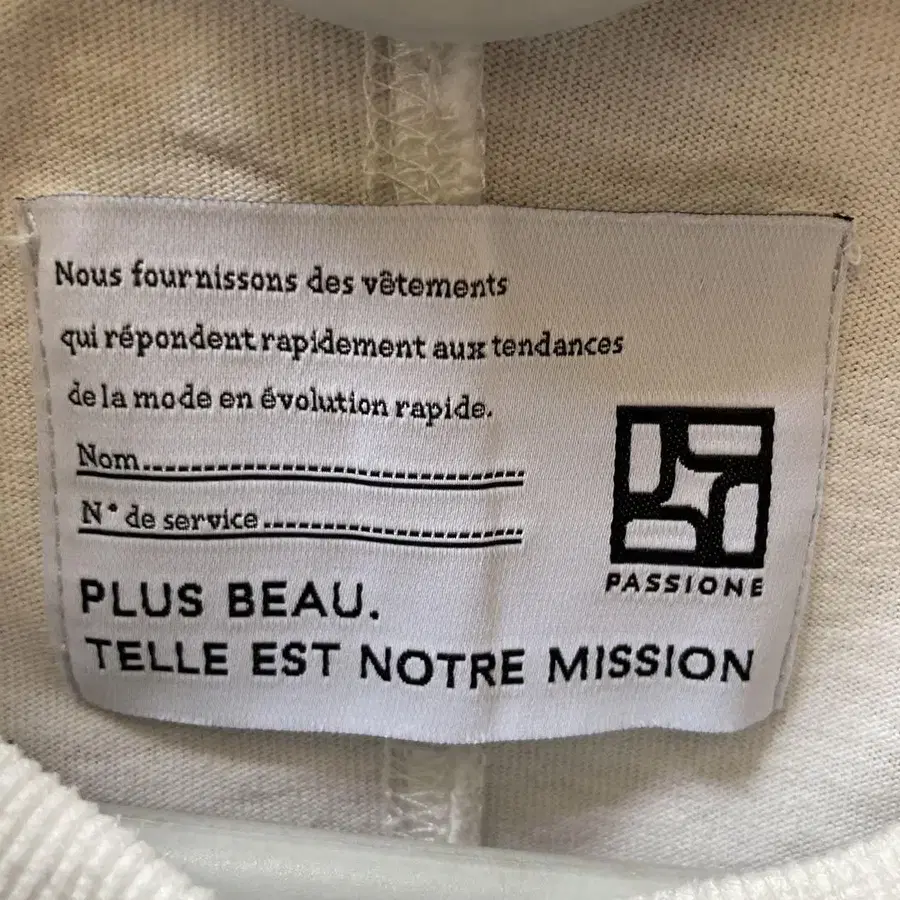 Nous fournissons des vêtements
qui répondent rapidement aux tendances
de la mode en évolution rapide.
Nom....................................................
N° de service....................................
PASSIONE
PLUS BEAU.
TELLE EST NOTRE MISSION